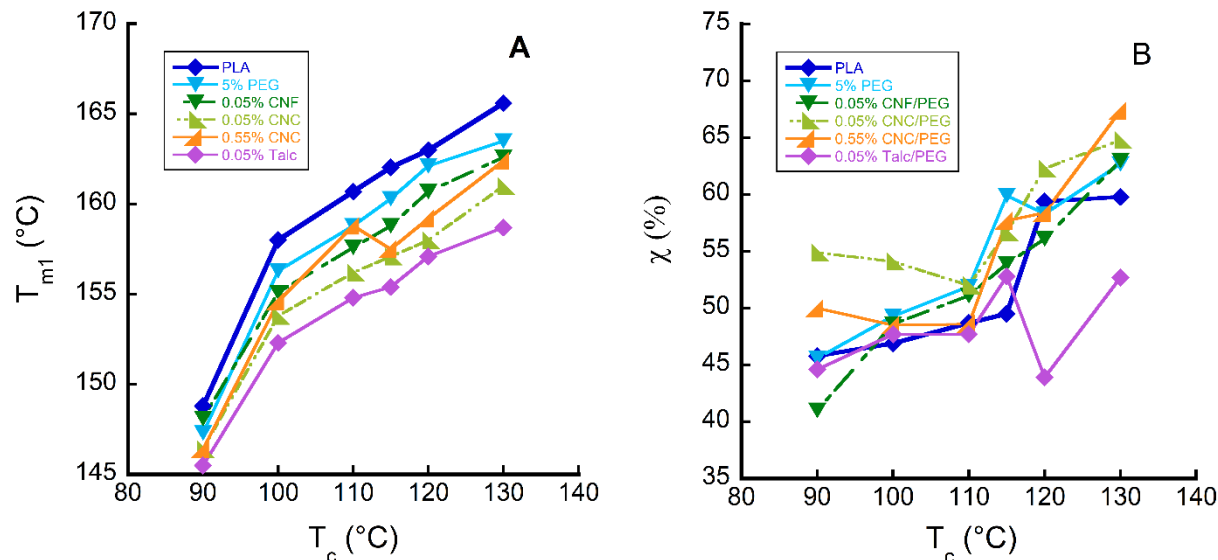 A
170
165
160
155
150
145
T_m1 (°C)
PLA
5% PEG
0.05% CNF
0.05% CNC
0.55% CNC
0.05% Talc
80 90 100 110 120 130 140
T_c (°C)
B
75
70
65
60
55
50
45
40
35
χ (%)
PLA
5% PEG
0.05% CNF/PEG
0.05% CNC/PEG
0.55% CNC/PEG
0.05% Talc/PEG
80 90 100 110 120 130 140
T_c (°C)